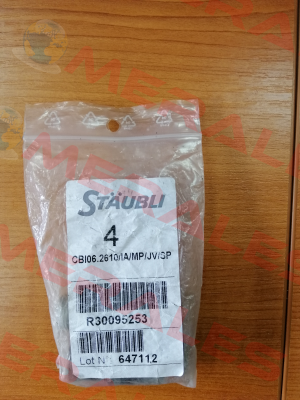 STÄUBLI
4
CBI06.2610/IA/MP/JV/SP
R30095253
Lot N° 647112